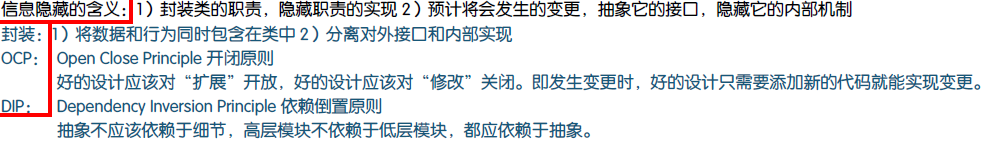 信息隐藏的含义：1）封装类的职责，隐藏职责的实现 2）预计将会发生的变更，抽象它的接口，隐藏它的内部机制
封装：1）将数据和行为同时包含在类中 2）分离对外接口和内部实现
OCP： Open Close Principle 开闭原则
好的设计应该对“扩展”开放，好的设计应该对“修改”关闭。即发生变更时，好的设计只需要添加新的代码就能实现变更。
DIP： Dependency Inversion Principle 依赖倒置原则
抽象不应该依赖于细节，高层模块不依赖于低层模块，都应依赖于抽象。